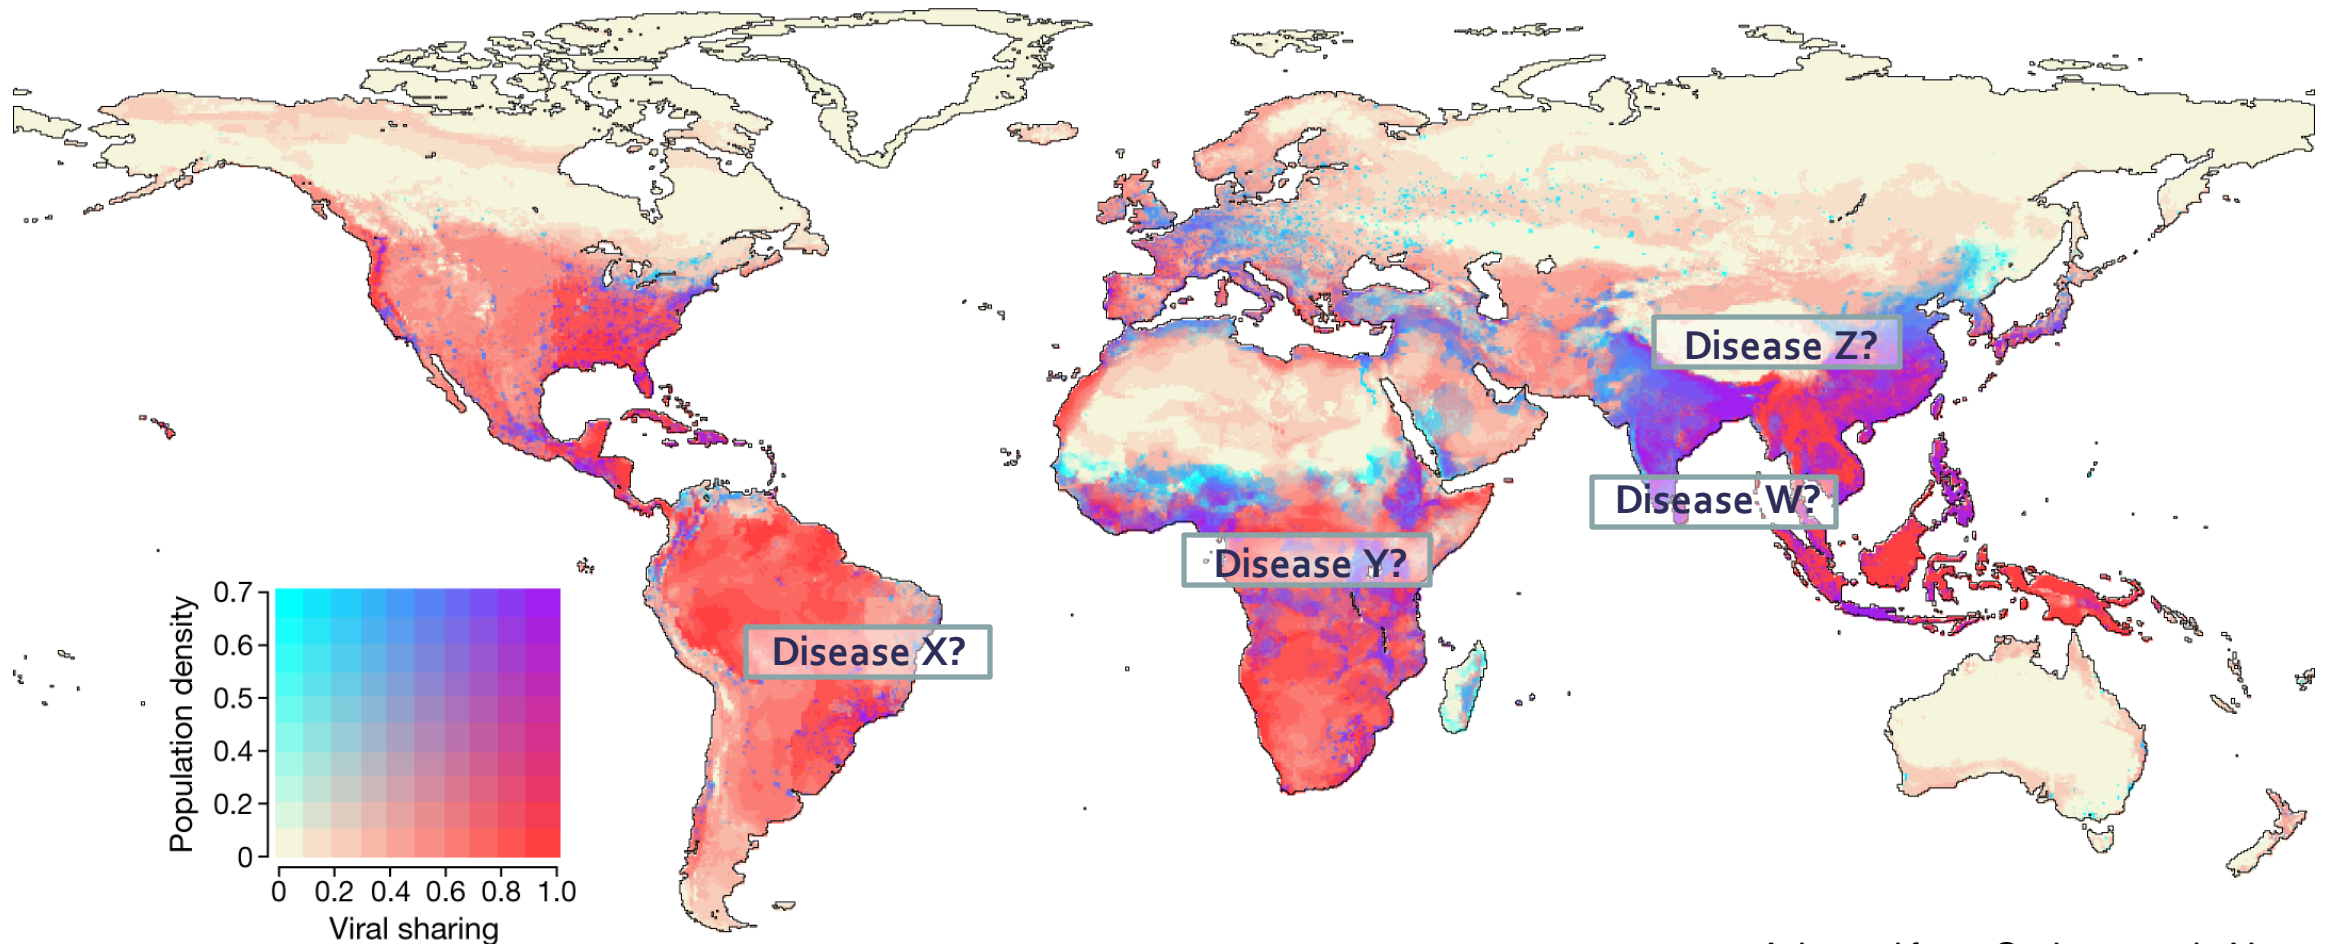 Disease Z?
Disease W?
Disease Y?
Disease X?
Population density
0.7
0.6
0.5
0.4
0.2
0
0 0.2 0.4 0.6 0.8 1.0
Viral sharing